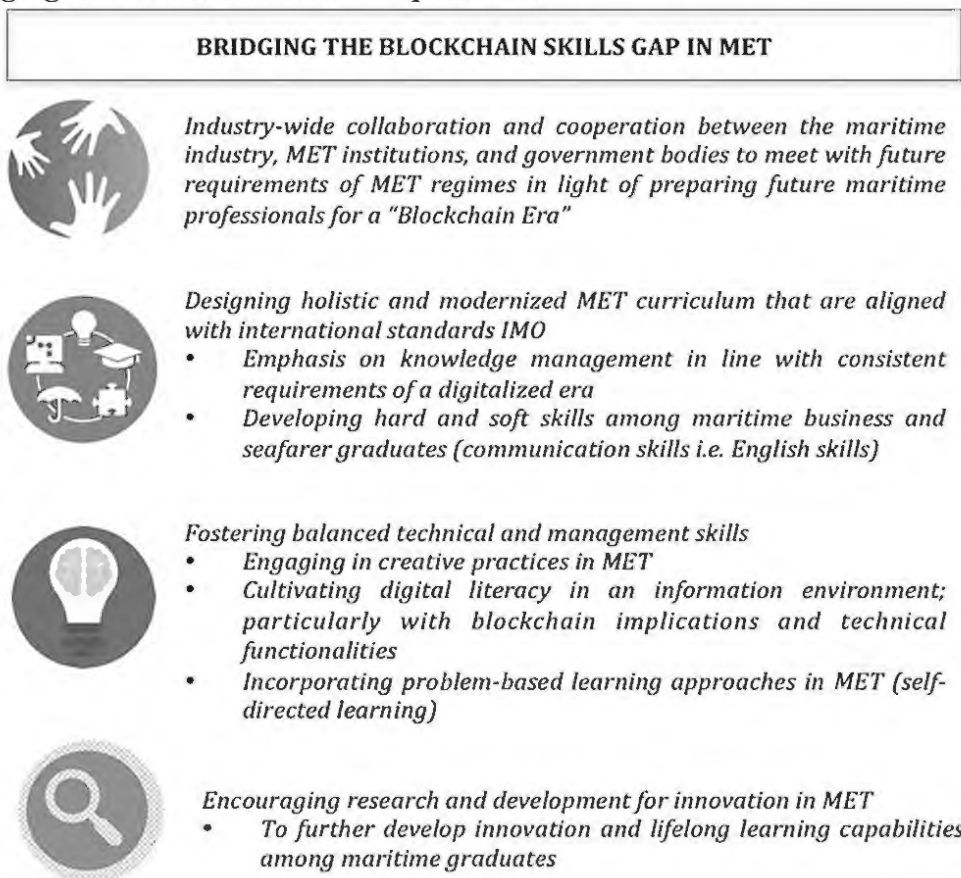 BRIDGING THE BLOCKCHAIN SKILLS GAP IN MET
Industry-wide collaboration and cooperation between the maritime
industry, MET institutions, and government bodies to meet with future
requirements of MET regimes in light of preparing future maritime
professionals for a “Blockchain Era”
Designing holistic and modernized MET curriculum that are aligned
with international standards IMO
• Emphasis on knowledge management in line with consistent
requirements of a digitalized era
• Developing hard and soft skills among maritime business and
seafarer graduates (communication skills i.e. English skills)
Fostering balanced technical and management skills
• Engaging in creative practices in MET
• Cultivating digital literacy in an information environment;
particularly with blockchain implications and technical
functionalities
• Incorporating problem-based learning approaches in MET (self-
directed learning)
Encouraging research and development for innovation in MET
• To further develop innovation and lifelong learning capabilities
among maritime graduates